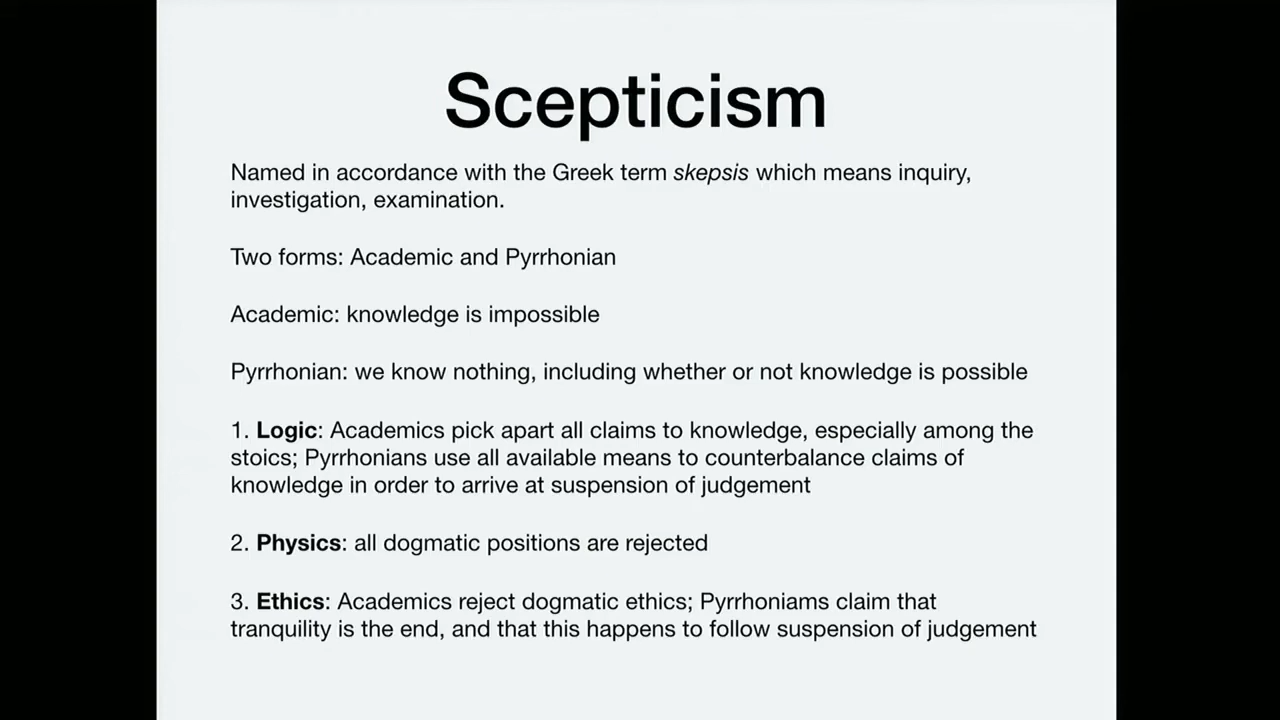 Scepticism
Named in accordance with the Greek term skepsis which means inquiry,
investigation, examination.
Two forms: Academic and Pyrrhonian
Academic: knowledge is impossible
Pyrrhonian: we know nothing, including whether or not knowledge is possible
1. Logic: Academics pick apart all claims to knowledge, especially among the
stoics; Pyrrhonians use all available means to counterbalance claims of
knowledge in order to arrive at suspension of judgement
2. Physics: all dogmatic positions are rejected
3. Ethics: Academics reject dogmatic ethics; Pyrrhoniams claim that
tranquility is the end, and that this happens to follow suspension of judgement